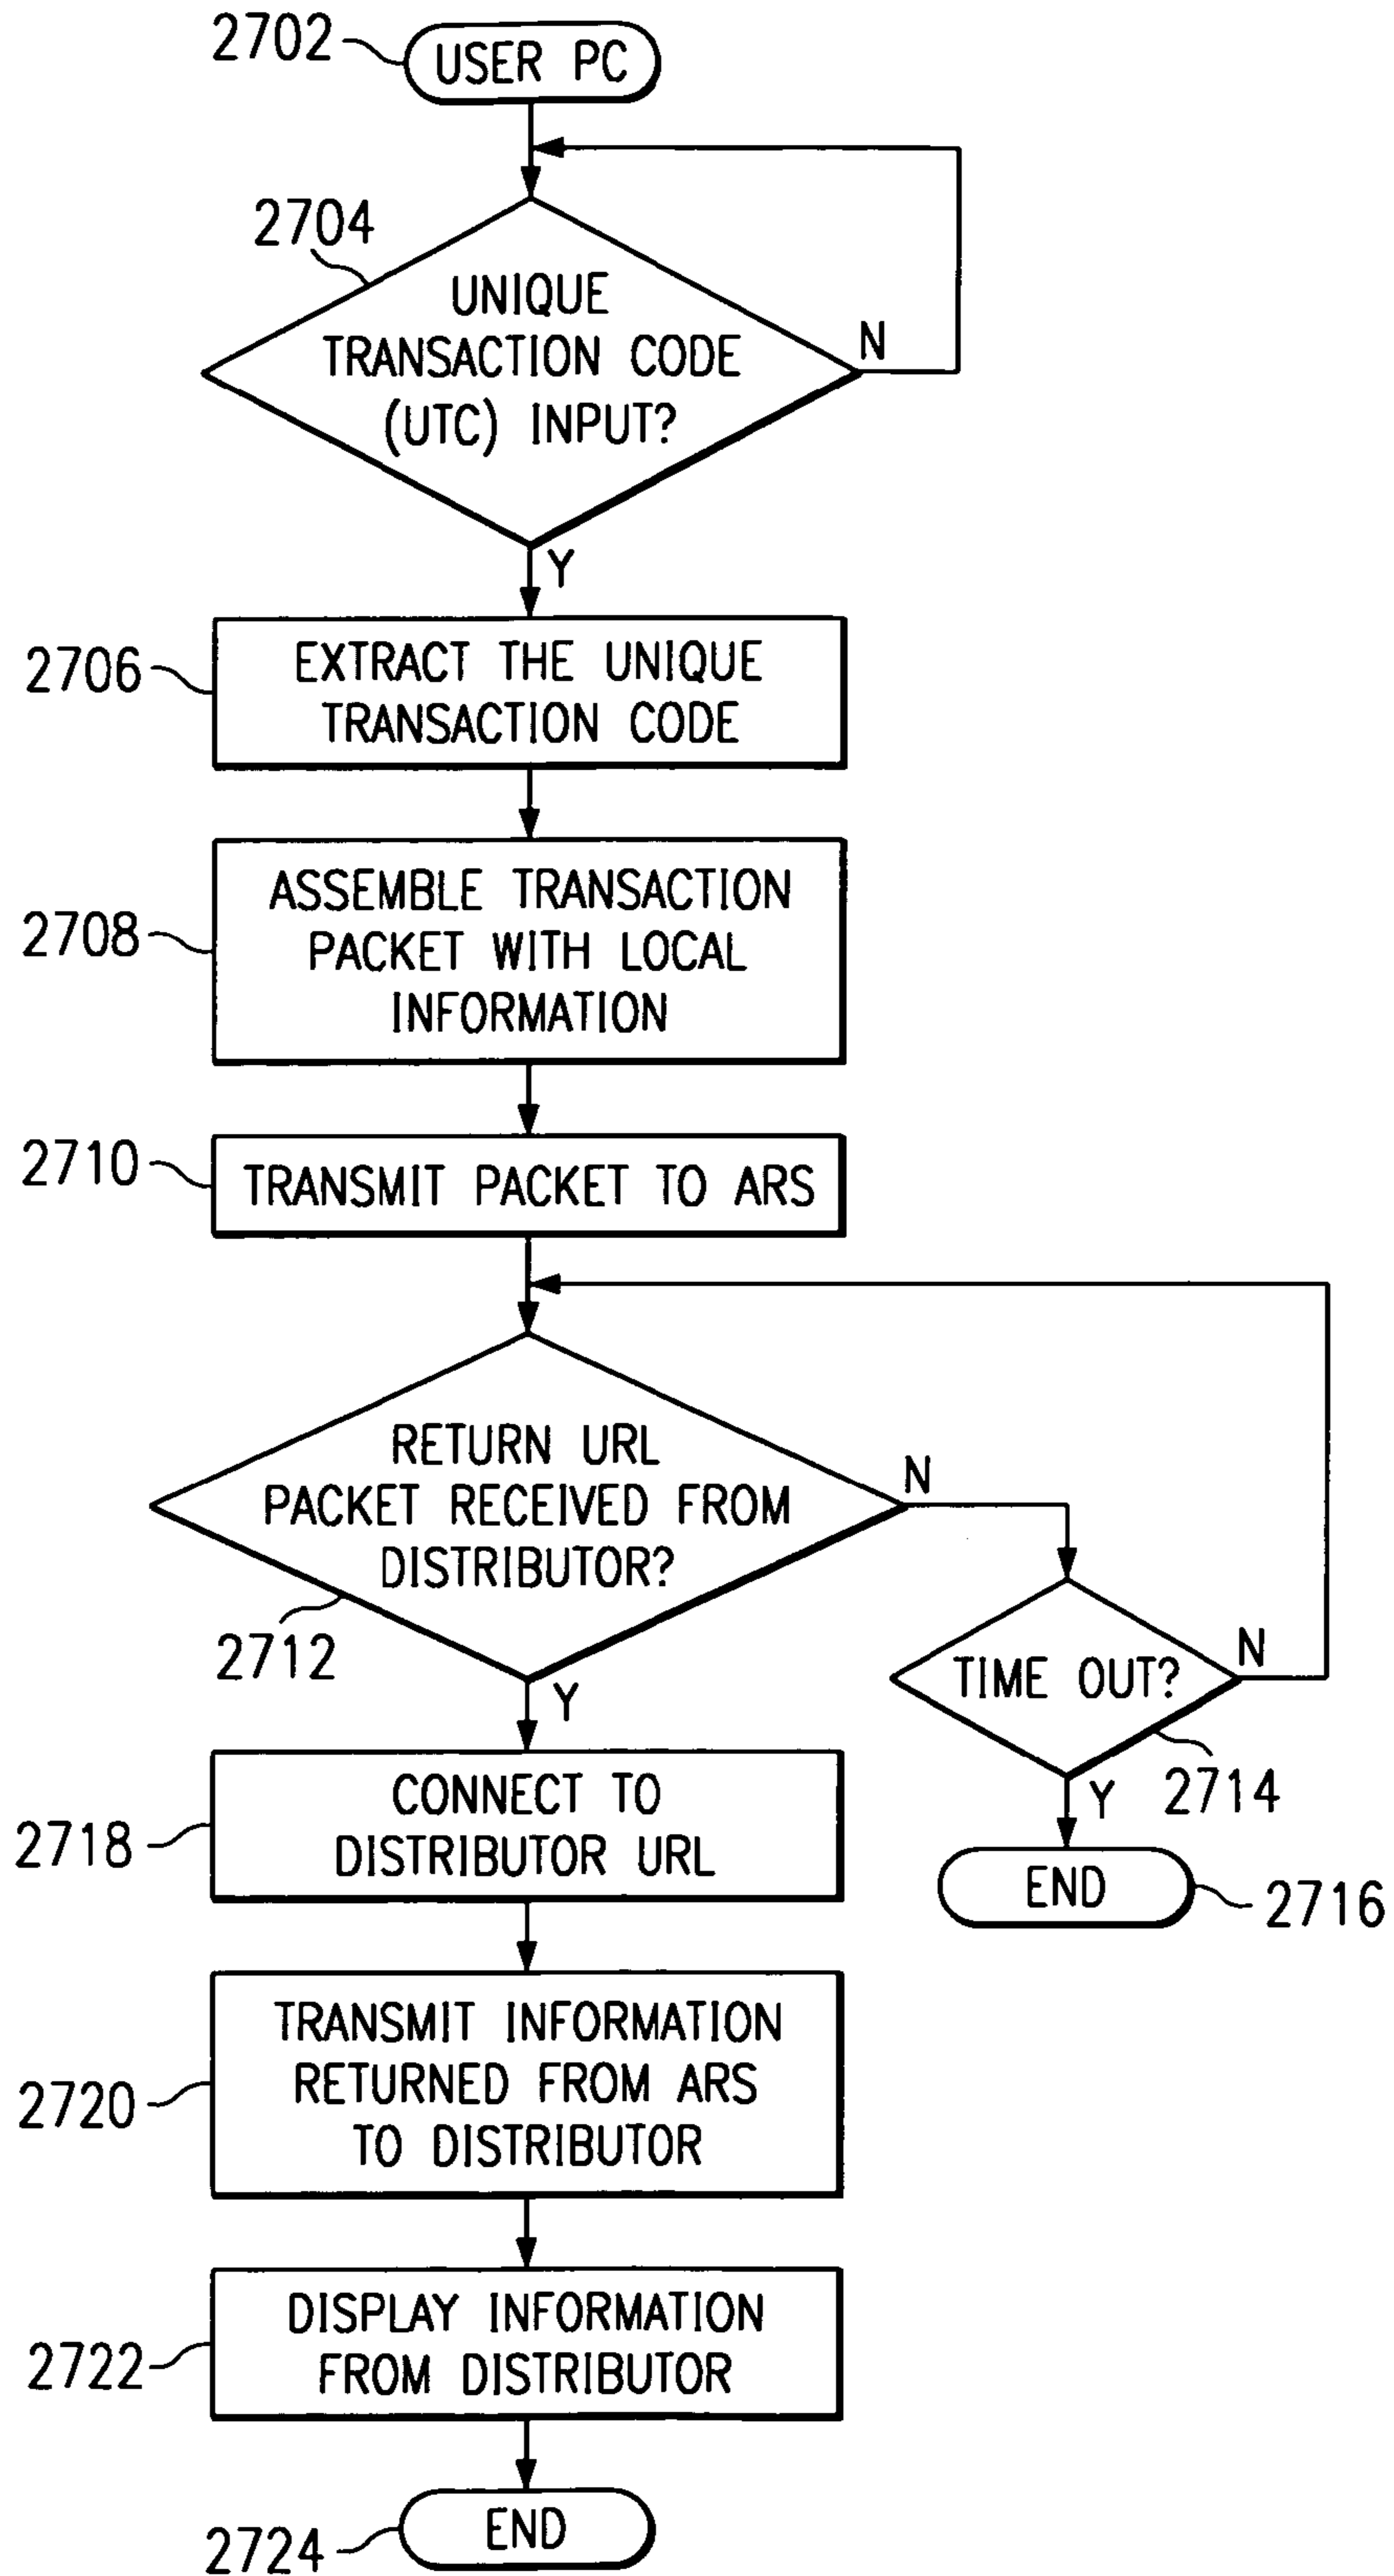 2702
USER PC
2704
UNIQUE
TRANSACTION CODE
(UTC) INPUT?
N
Y
2706
EXTRACT THE UNIQUE
TRANSACTION CODE
2708
ASSEMBLE TRANSACTION
PACKET WITH LOCAL
INFORMATION
2710
TRANSMIT PACKET TO ARS
RETURN URL
PACKET RECEIVED FROM
DISTRIBUTOR?
N
2712
Y
TIME OUT?
N
2714
Y
END
2716
2718
CONNECT TO
DISTRIBUTOR URL
2720
TRANSMIT INFORMATION
RETURNED FROM ARS
TO DISTRIBUTOR
2722
DISPLAY INFORMATION
FROM DISTRIBUTOR
2724
END